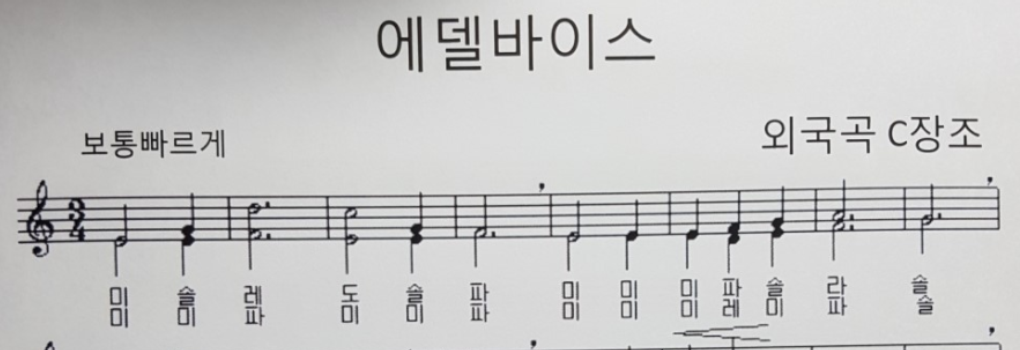 에델바이스
보통빠르게
외국곡 C장조
3
4
미 솔 레 도 솔 파 미 미 미 파 솔 라 솔
미 미 파 미 미 파 미 미 미 레 미 파 솔